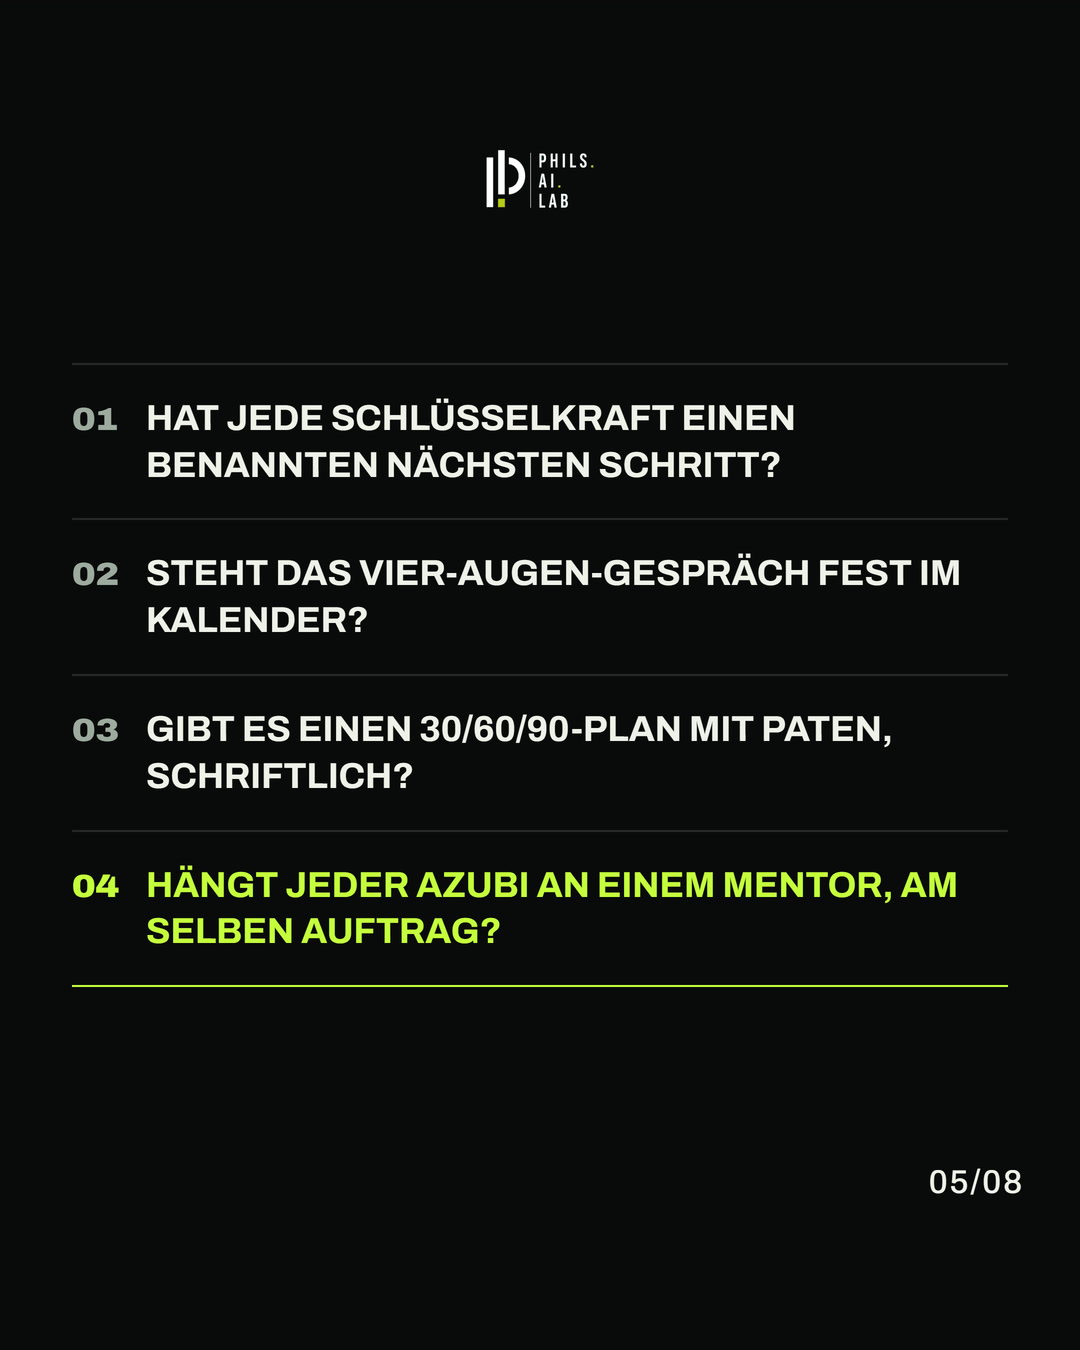 PHILS.
AI.
LAB
01 HAT JEDE SCHLÜSSELKRAFT EINEN
BENANNTEN NÄCHSTEN SCHRITT?
02 STEHT DAS VIER-AUGEN-GESPRÄCH FEST IM
KALENDER?
03 GIBT ES EINEN 30/60/90-PLAN MIT PATEN,
SCHRIFTLICH?
04 HÄNGT JEDER AZUBI AN EINEM MENTOR, AM
SELBEN AUFTRAG?
05/08